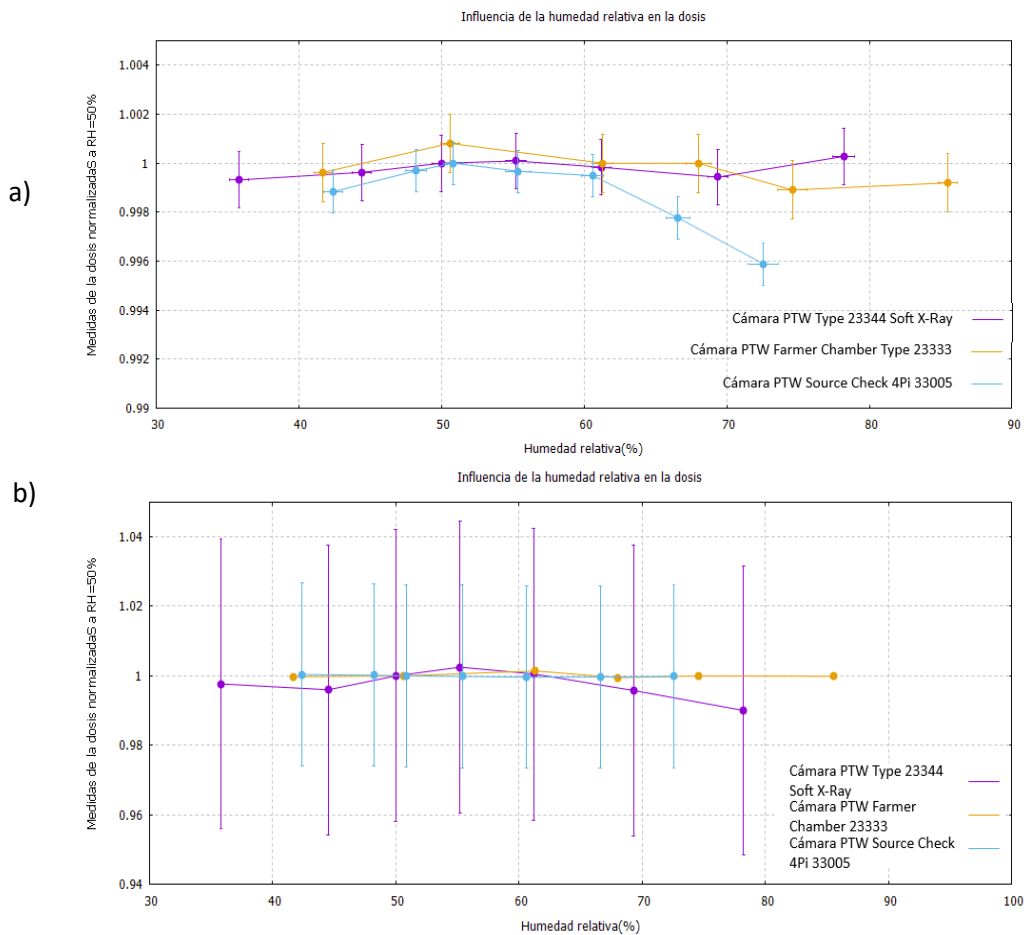 Influencia de la humedad relativa en la dosis
a)
Medidas de la dosis normalizadaS a RH=50%
1.004
1.002
1
0.998
0.996
0.994
0.992
0.99
Cámara PTW Type 23344 Soft X-Ray
Cámara PTW Farmer Chamber Type 23333
Cámara PTW Source Check 4Pi 33005
30 40 50 60 70 80 90
Humedad relativa(%)
b)
Influencia de la humedad relativa en la dosis
Medidas de la dosis normalizadaS a RH=50%
1.04
1.02
1
0.98
0.96
0.94
Cámara PTW Type 23344
Soft X-Ray
Cámara PTW Farmer
Chamber 23333
Cámara PTW Source Check
4Pi 33005
30 40 50 60 70 80 90 100
Humedad relativa(%)